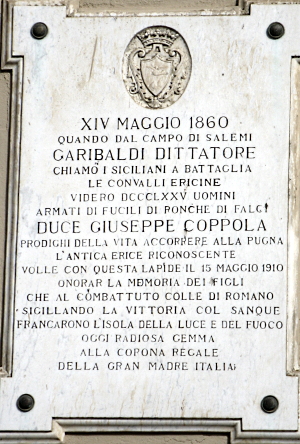 XIV MAGGIO 1860
QUANDO DAL CAMPO DI SALEMI
GARIBALDI DITTATORE
CHIAMÒ I SICILIANI A BATTAGLIA
LE CONVALLI ERICINE
VIDERO DCCCLXXV UOMINI
ARMATI DI FUCILI DI RONCHE DI FALCI
DUCE GIUSEPPE COPPOLA
PRODIGHI DELLA VITA ACCORRERE ALLA PUGNA
L'ANTICA ERICE RICONOSCENTE
VOLLE CON QUESTA LAPIDE IL 15 MAGGIO 1910
ONORAR LA MEMORIA DEI FIGLI
CHE AL COMBATTUTO COLLE DI ROMANO
SIGILLANDO LA VITTORIA COL SANGUE
FRANCARONO L'ISOLA DELLA LUCE E DEL FUOCO
OGGI RADIOSA GEMMA
ALLA CORONA REGALE
DELLA GRAN MADRE ITALIA